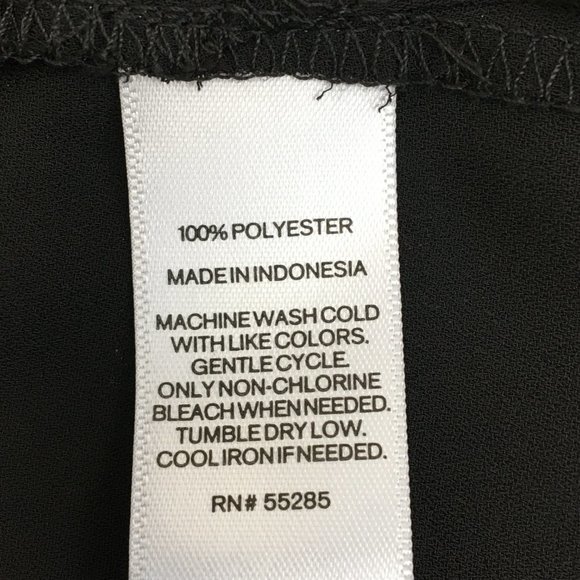 100% POLYESTER
MADE IN INDONESIA
MACHINE WASH COLD
WITH LIKE COLORS.
GENTLE CYCLE.
ONLY NON-CHLORINE
BLEACH WHEN NEEDED.
TUMBLE DRY LOW.
COOL IRON IF NEEDED.
RN# 55285